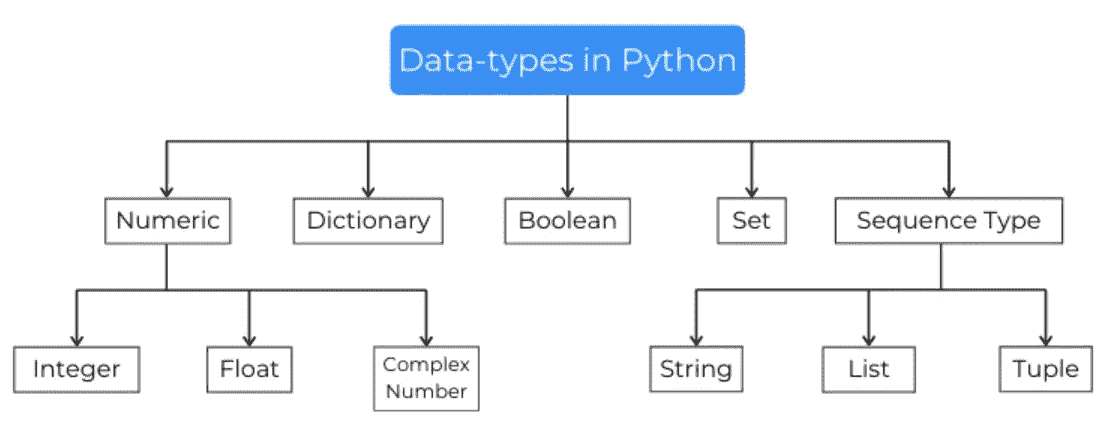 Data-types in Python
Numeric
Dictionary
Boolean
Set
Sequence Type
Integer
Float
Complex
Number
String
List
Tuple